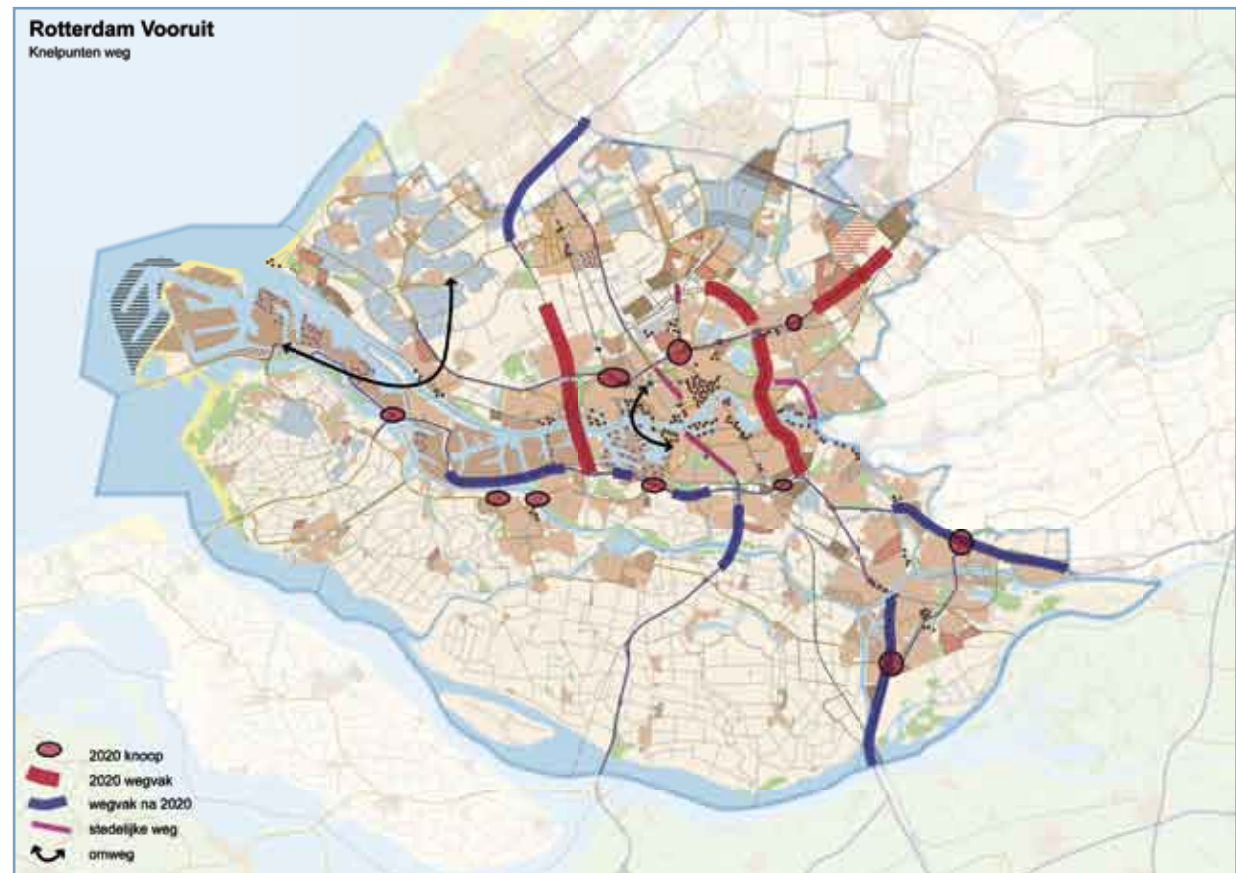 Rotterdam Vooruit
Knelpunten weg
2020 knoop
2020 wegvak
wegvak na 2020
stedelijke weg
omweg